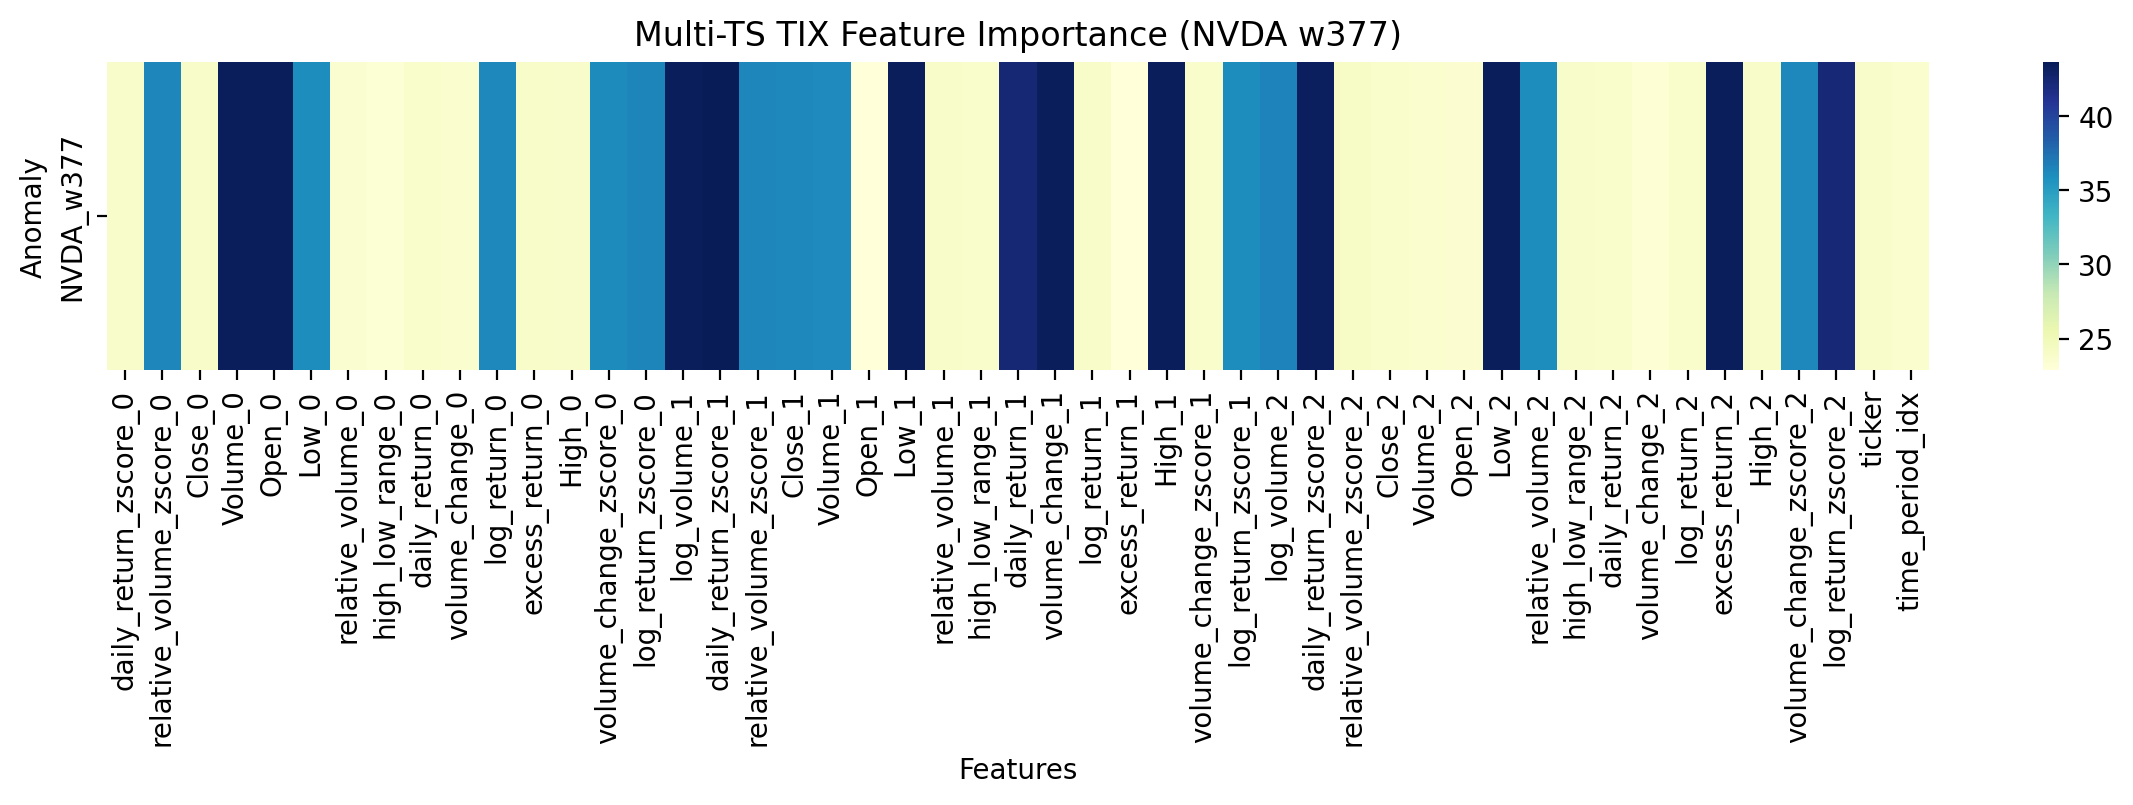 Multi-TS TIX Feature Importance (NVDA w377)
Anomaly
NVDA_w377
40
35
30
25
daily_return_zscore_0
relative_volume_zscore_0
Close_0
Volume_0
Open_0
Low_0
relative_volume_0
high_low_range_0
daily_return_0
volume_change_0
log_return_0
excess_return_0
High_0
volume_change_zscore_0
log_return_zscore_0
log_volume_1
daily_return_zscore_1
relative_volume_zscore_1
Close_1
Volume_1
Open_1
Low_1
relative_volume_1
high_low_range_1
daily_return_1
volume_change_1
log_return_1
excess_return_1
High_1
volume_change_zscore_1
log_return_zscore_1
log_volume_2
daily_return_zscore_2
relative_volume_zscore_2
Close_2
Volume_2
Open_2
Low_2
relative_volume_2
high_low_range_2
daily_return_2
volume_change_2
log_return_2
excess_return_2
High_2
volume_change_zscore_2
log_return_zscore_2
ticker
time_period_idx
Features